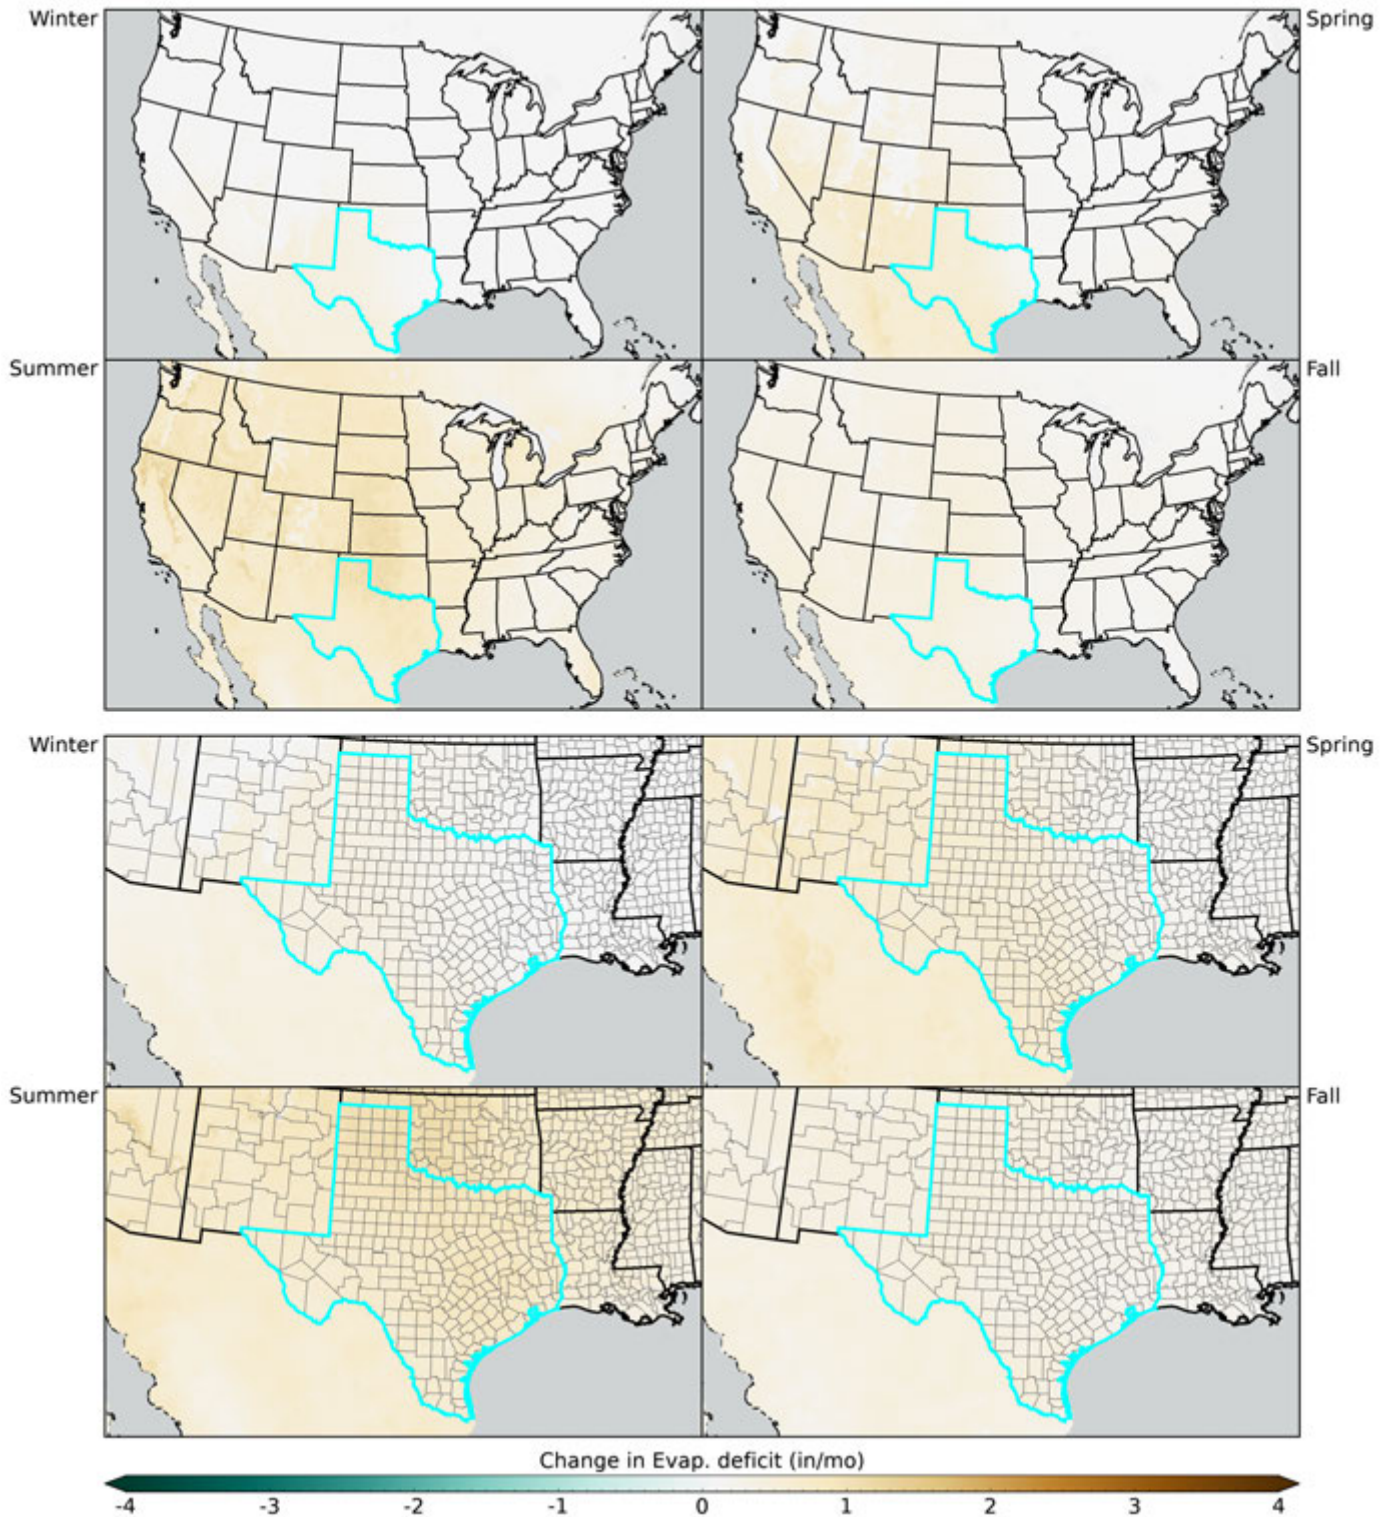 Winter Spring
Summer Fall
Winter Spring
Summer Fall
Change in Evap. deficit (in/mo)
-4 -3 -2 -1 0 1 2 3 4